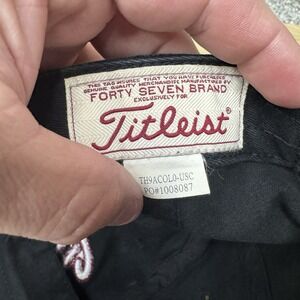 THIS TAG INSURES THAT YOU HAVE PURCHASED
GENUINE QUALITY MERCHANDISE MANUFACTURED BY
FORTY SEVEN BRAND
EXCLUSIVELY FOR
Titleist®
TH9ACOL0-USC
PO#1008087